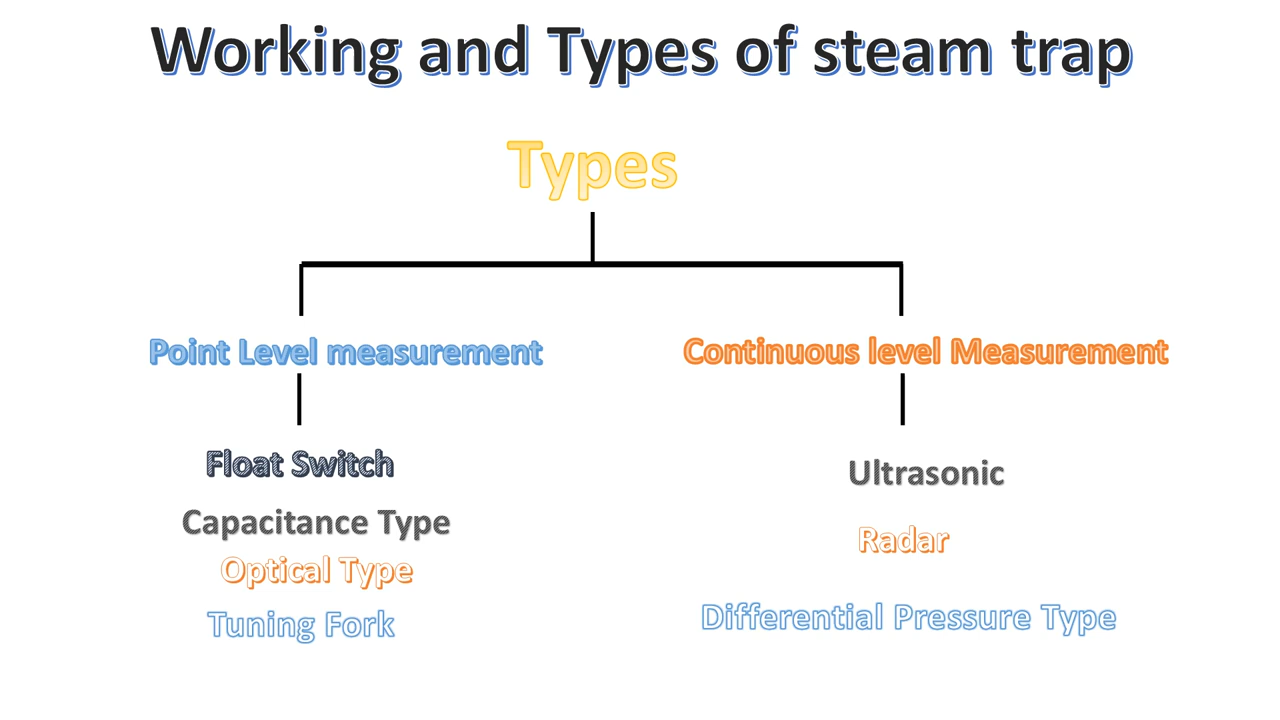 Working and Types of steam trap
Types
Point Level measurement
Continuous level Measurement
Float Switch
Capacitance Type
Optical Type
Tuning Fork
Ultrasonic
Radar
Differential Pressure Type